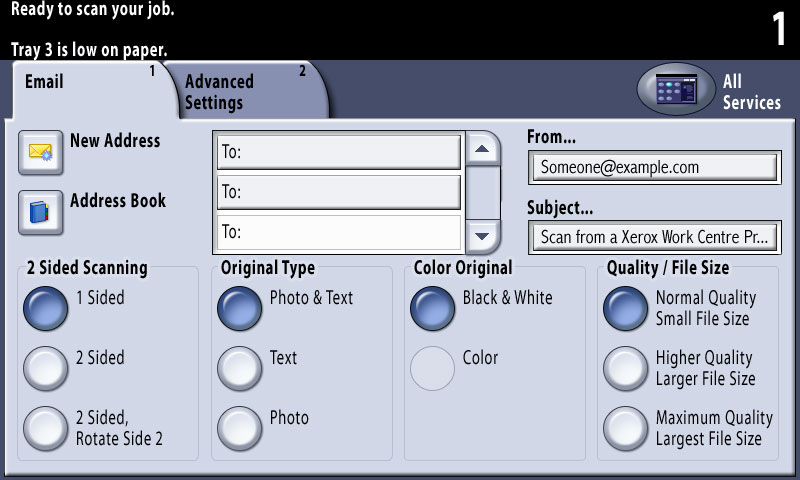 Ready to scan your job.
1
Tray 3 is low on paper.
Email
1
Advanced
Settings
2
All
Services
New Address
Address Book
To:
To:
To:
From...
Someone@example.com
Subject...
Scan from a Xerox Work Centre Pr...
2 Sided Scanning
1 Sided
2 Sided
2 Sided,
Rotate Side 2
Original Type
Photo & Text
Text
Photo
Color Original
Black & White
Color
Quality / File Size
Normal Quality
Small File Size
Higher Quality
Larger File Size
Maximum Quality
Largest File Size